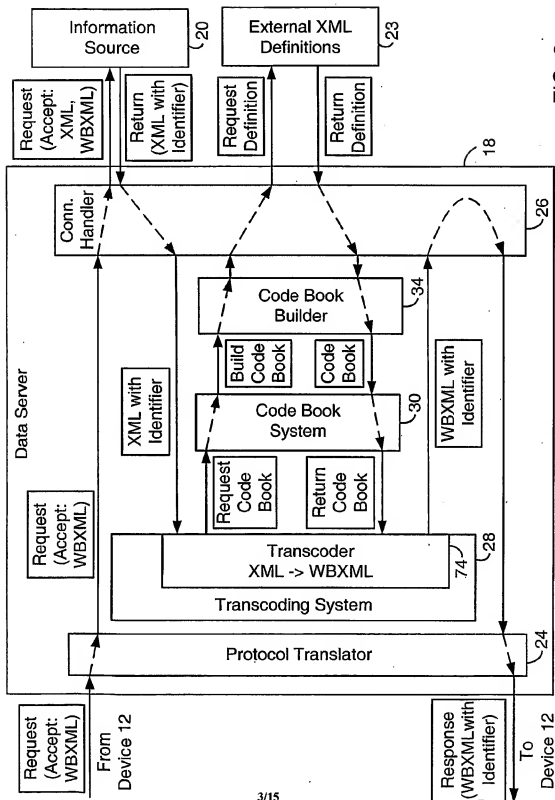 Data Server
Information
Source
20
External XML
Definitions
23
Request
(Accept:
XML,
WBXML)
Return
(XML with
Identifier)
Request
Definition
Return
Definition
18
Conn.
Handler
26
Request
(Accept:
WBXML)
XML with
Identifier
Code Book
Builder
34
Build
Code
Book
Code
Book
Code Book
System
30
Request
Code
Book
Return
Code
Book
WBXML with
Identifier
Transcoder
XML -> WBXML
74
Transcoding System
28
Protocol Translator
24
Request
(Accept:
WBXML)
From
Device 12
Response
(WBXML with
Identifier)
To
Device 12
3/15